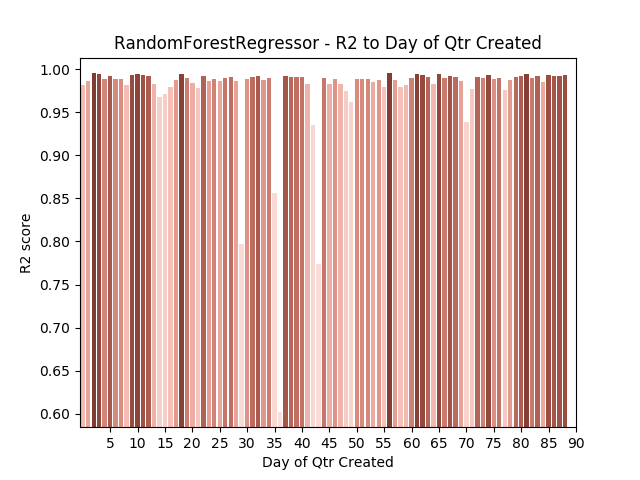 RandomForestRegressor - R2 to Day of Qtr Created
1.00
0.95
0.90
0.85
0.80
0.75
0.70
0.65
0.60
R2 score
5 10 15 20 25 30 35 40 45 50 55 60 65 70 75 80 85 90
Day of Qtr Created